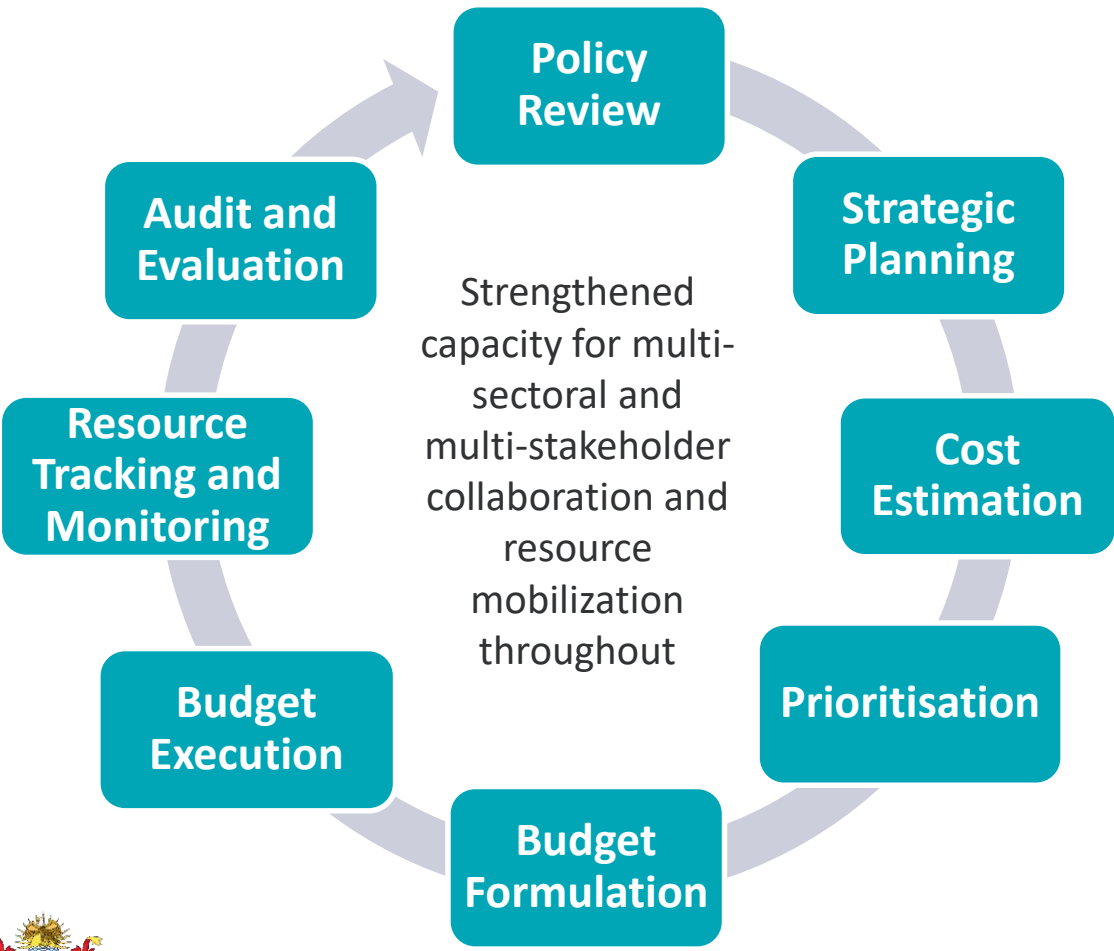 Policy
Review
Strategic
Planning
Cost
Estimation
Prioritisation
Budget
Formulation
Budget
Execution
Resource
Tracking and
Monitoring
Audit and
Evaluation
Strengthened
capacity for multi-
sectoral and
multi-stakeholder
collaboration and
resource
mobilization
throughout